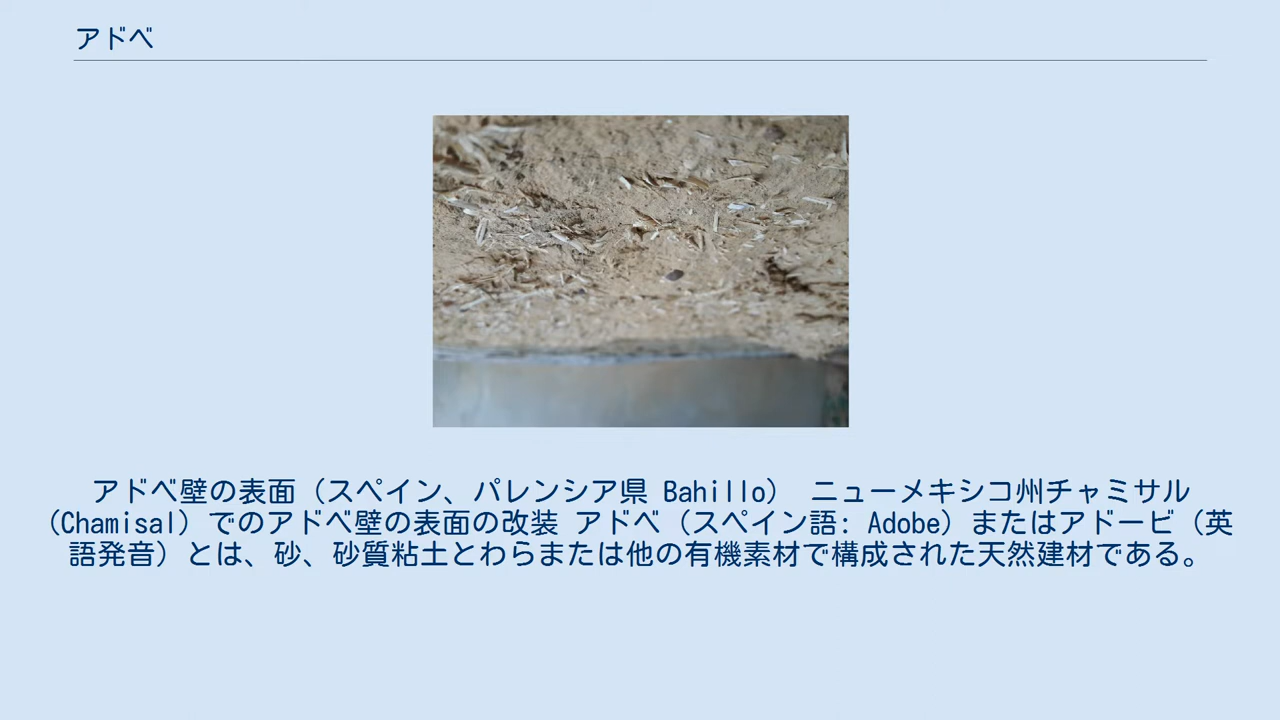 アドベ
アドベ壁の表面（スペイン、パレンシア県 Bahillo） ニューメキシコ州チャミサル
（Chamisal）でのアドベ壁の表面の改装 アドベ（スペイン語: Adobe）またはアドービ（英
語発音）とは、砂、砂質粘土とわらまたは他の有機素材で構成された天然建材である。